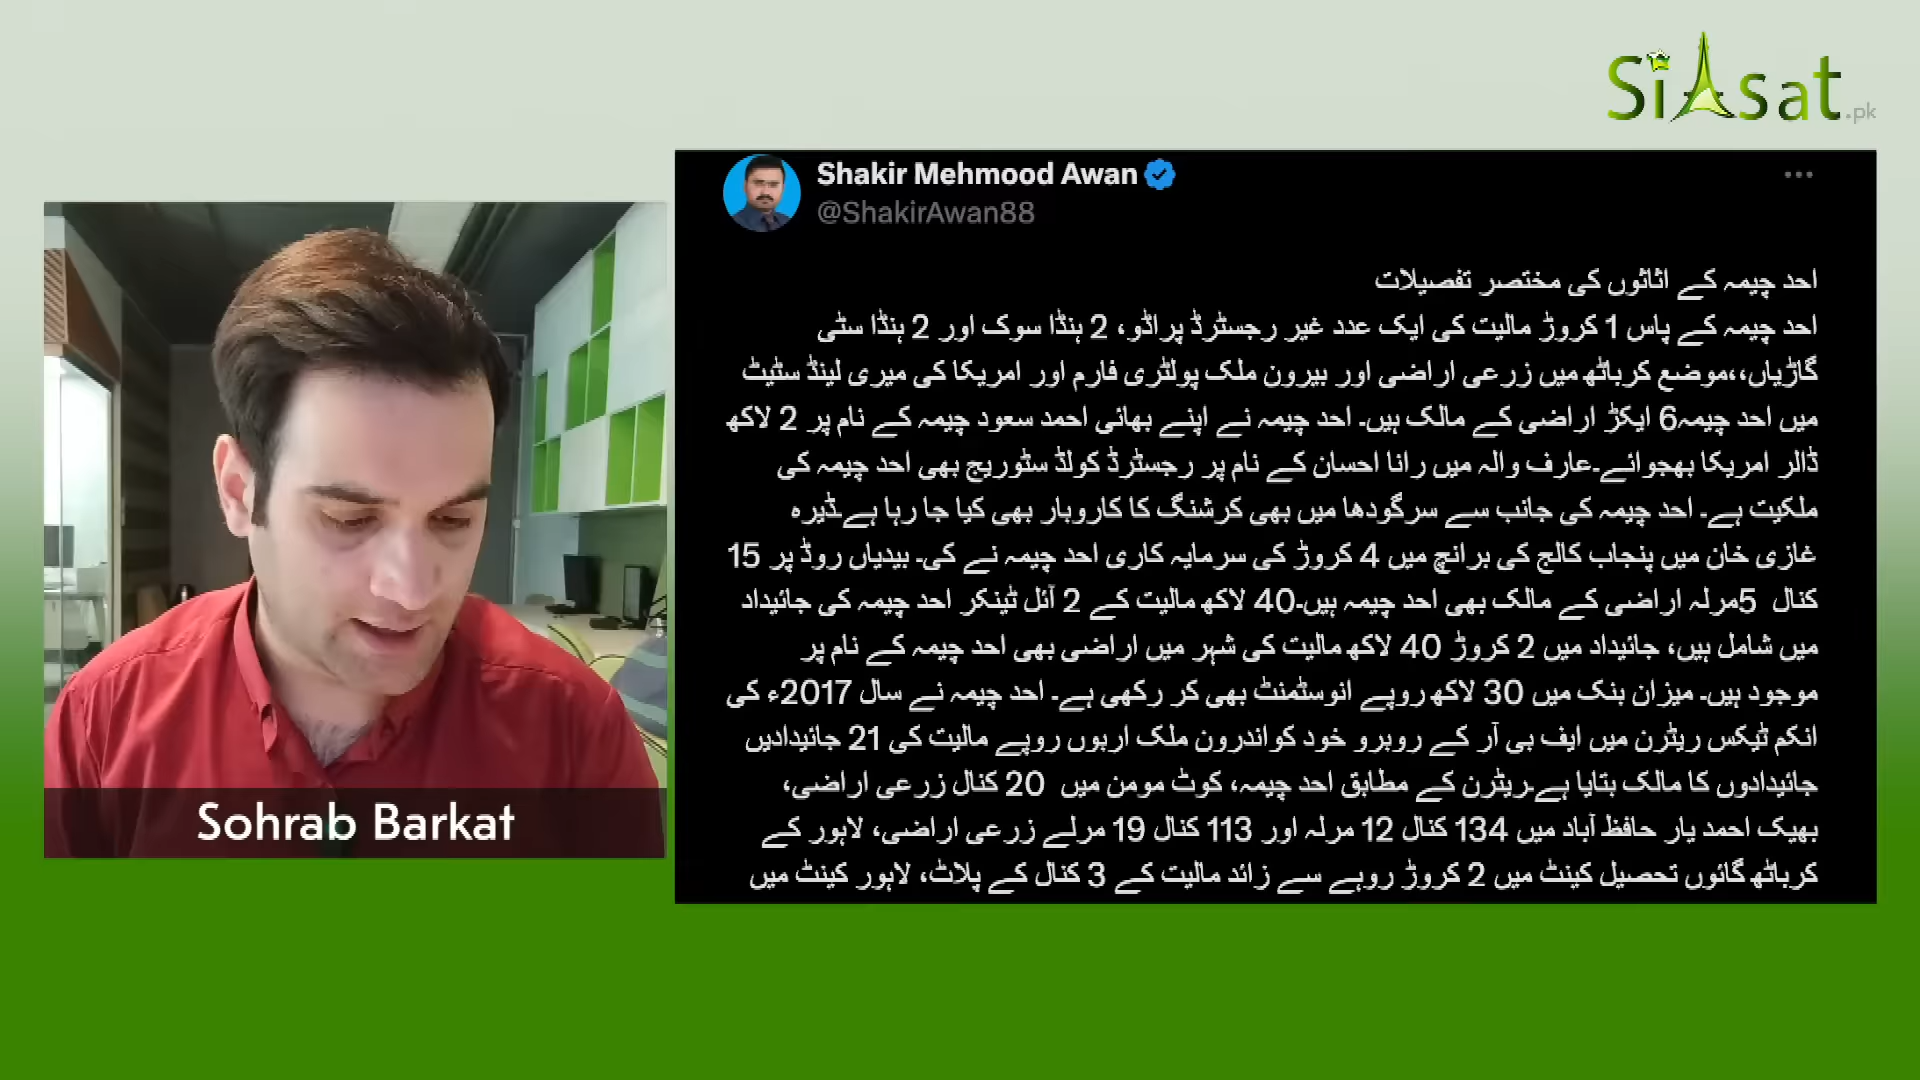 SiAsat.pk
Shakir Mehmood Awan
@ShakirAwan88
احد چیمہ کے اثاثوں کی مختصر تفصیلات
احد چیمہ کے پاس 1 کروڑ مالیت کی ایک عدد غیر رجسٹرڈ پراڈو، 2 ہنڈا سوک اور 2 ہنڈا سٹی
گاڑیاں،،موضع کرباٹھ میں زرعی اراضی اور بیرون ملک پولٹری فارم اور امریکا کی میری لینڈ سٹیٹ
میں احد چیمہ6 ایکڑ اراضی کے مالک ہیں۔ احد چیمہ نے اپنے بھائی احمد سعود چیمہ کے نام پر 2 لاکھ
ڈالر امریکا بھجوائے۔عارف والہ میں رانا احسان کے نام پر رجسٹرڈ کولڈ سٹوریج بھی احد چیمہ کی
ملکیت ہے۔ احد چیمہ کی جانب سے سرگودھا میں بھی کرشنگ کا کاروبار بھی کیا جا رہا ہے۔ڈیرہ
غازی خان میں پنجاب کالج کی برانچ میں 4 کروڑ کی سرمایہ کاری احد چیمہ نے کی۔ بیدیاں روڈ پر 15
کنال 5مرلہ اراضی کے مالک بھی احد چیمہ ہیں۔40 لاکھ مالیت کے 2 آئل ٹینکر احد چیمہ کی جائیداد
میں شامل ہیں، جائیداد میں 2 کروڑ 40 لاکھ مالیت کی شہر میں اراضی بھی احد چیمہ کے نام پر
موجود ہیں۔ میزان بنک میں 30 لاکھ روپے انوسٹمنٹ بھی کر رکھی ہے۔ احد چیمہ نے سال 2017ء کی
انکم ٹیکس ریٹرن میں ایف بی آر کے روبرو خود کواندرون ملک اربوں روپے مالیت کی 21 جائیدادیں
جائیدادوں کا مالک بتایا ہے۔ریٹرن کے مطابق احد چیمہ، کوٹ مومن میں 20 کنال زرعی اراضی،
بھیک احمد یار حافظ آباد میں 134 کنال 12 مرلہ اور 113 کنال 19 مرلے زرعی اراضی، لاہور کے
کرباٹھ گائوں تحصیل کینٹ میں 2 کروڑ روپے سے زائد مالیت کے 3 کنال کے پلاٹ، لاہور کینٹ میں
Sohrab Barkat